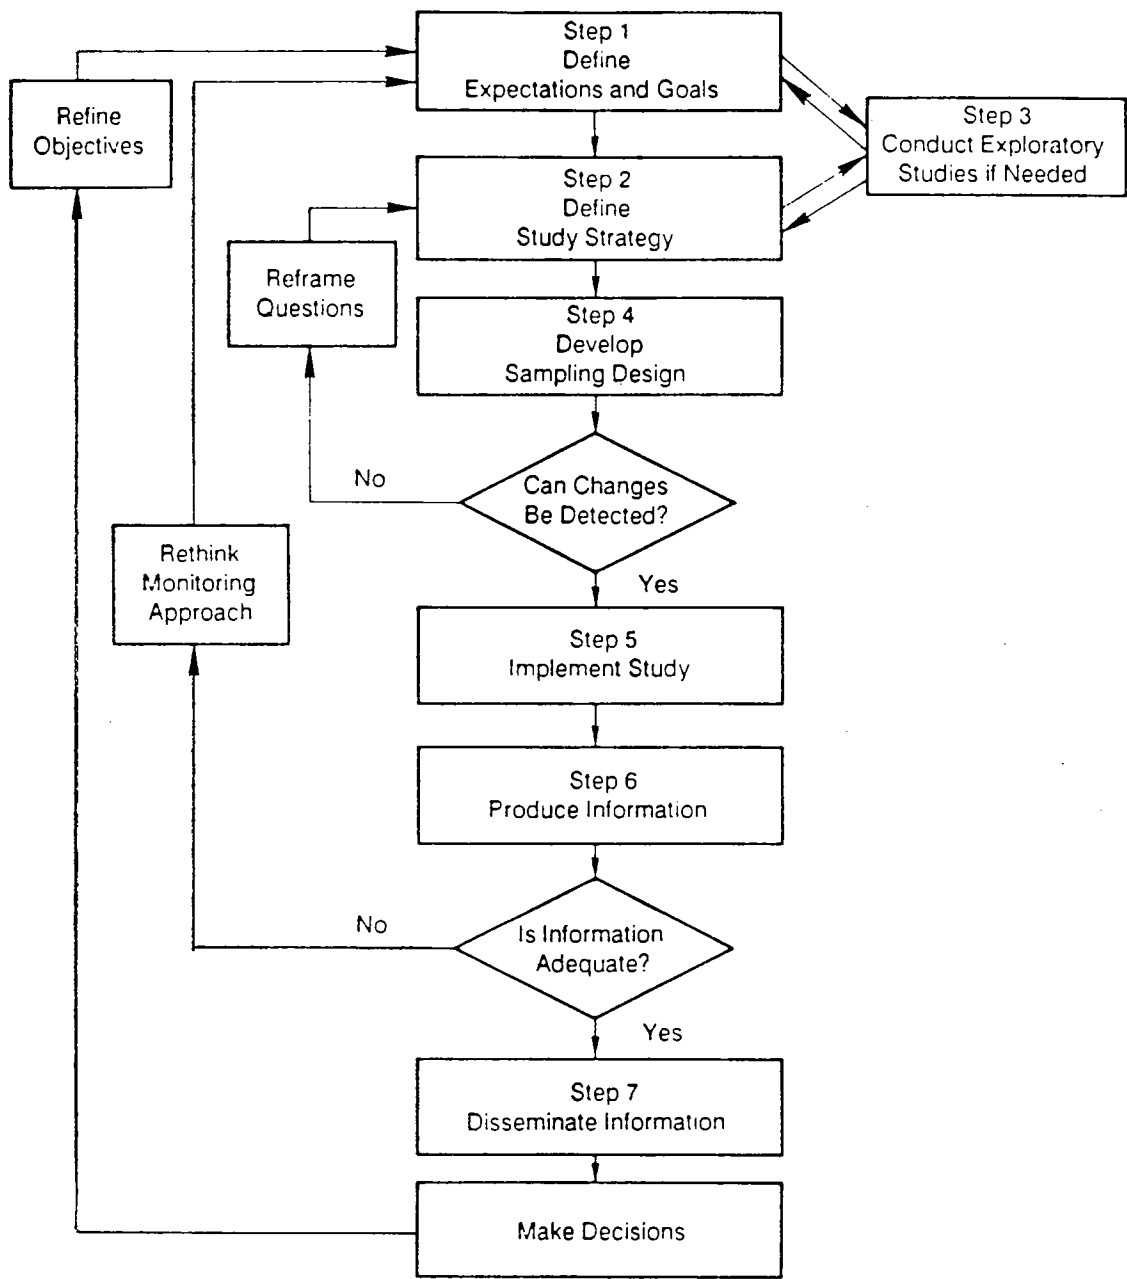 Step 1
Define
Expectations and Goals
Refine
Objectives
Step 3
Conduct Exploratory
Studies if Needed
Step 2
Define
Study Strategy
Reframe
Questions
Step 4
Develop
Sampling Design
No
Can Changes
Be Detected?
Yes
Rethink
Monitoring
Approach
Step 5
Implement Study
Step 6
Produce Information
No
Is Information
Adequate?
Yes
Step 7
Disseminate Information
Make Decisions